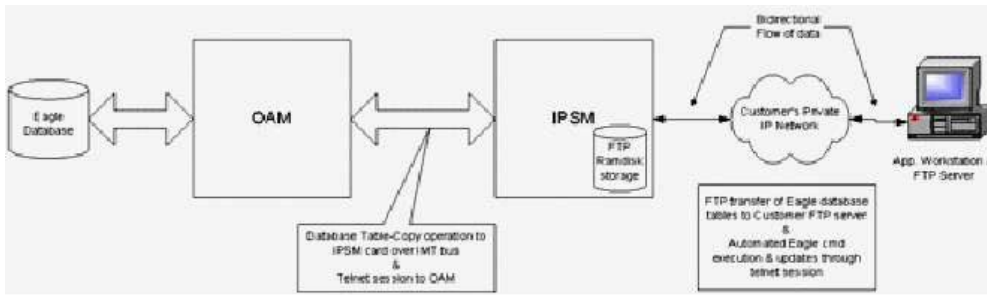 Bidirectional
Flow of data
Eagle
Database
OAM
IPSM
FTP
Ramdisk
storage
Customer's Private
IP Network
App. Workstation
FTP Server
Database Table-Copy operation to
IPSM card over IMT bus
&
Telnet session to OAM
FTP transfer of Eagle database
tables to Customer FTP server
&
Automated Eagle cmd
execution & updates through
telnet session